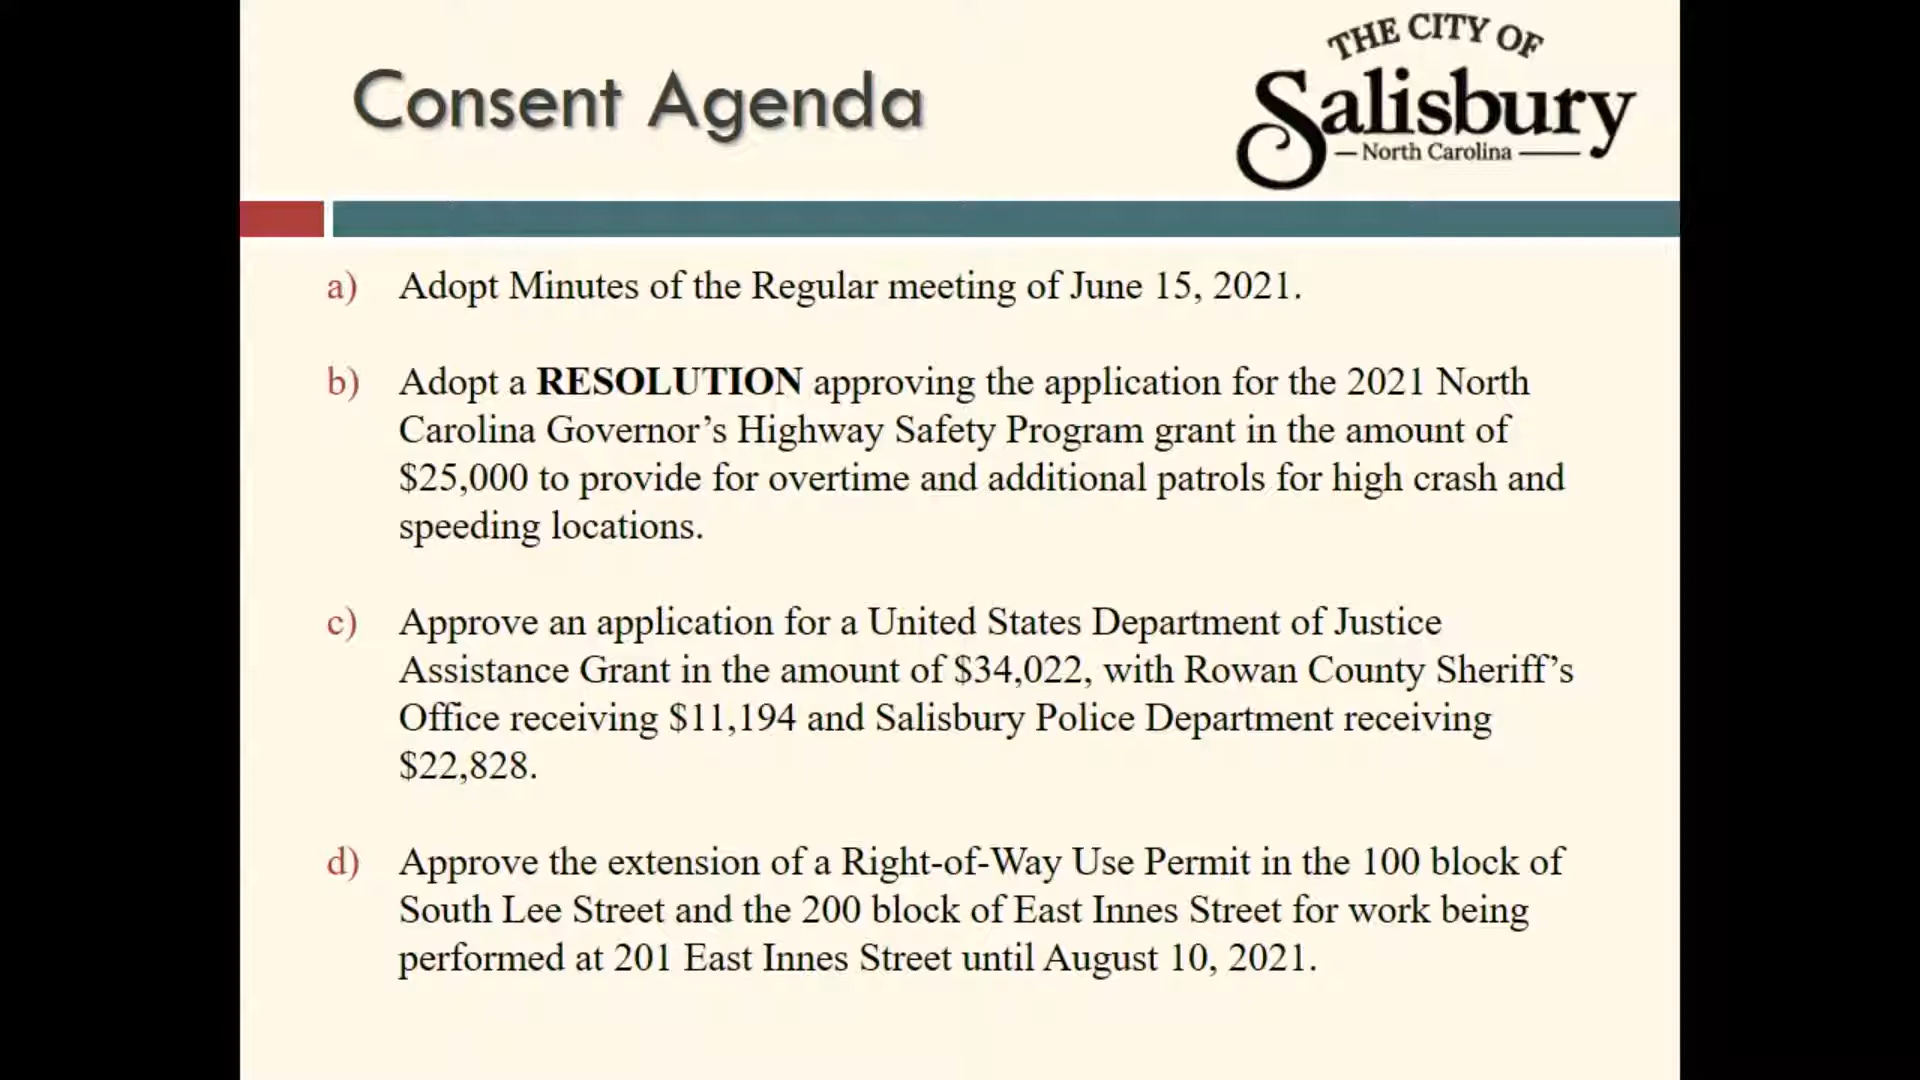 Consent Agenda
THE CITY OF
Salisbury
North Carolina
a) Adopt Minutes of the Regular meeting of June 15, 2021.
b) Adopt a RESOLUTION approving the application for the 2021 North
Carolina Governor’s Highway Safety Program grant in the amount of
$25,000 to provide for overtime and additional patrols for high crash and
speeding locations.
c) Approve an application for a United States Department of Justice
Assistance Grant in the amount of $34,022, with Rowan County Sheriff’s
Office receiving $11,194 and Salisbury Police Department receiving
$22,828.
d) Approve the extension of a Right-of-Way Use Permit in the 100 block of
South Lee Street and the 200 block of East Innes Street for work being
performed at 201 East Innes Street until August 10, 2021.